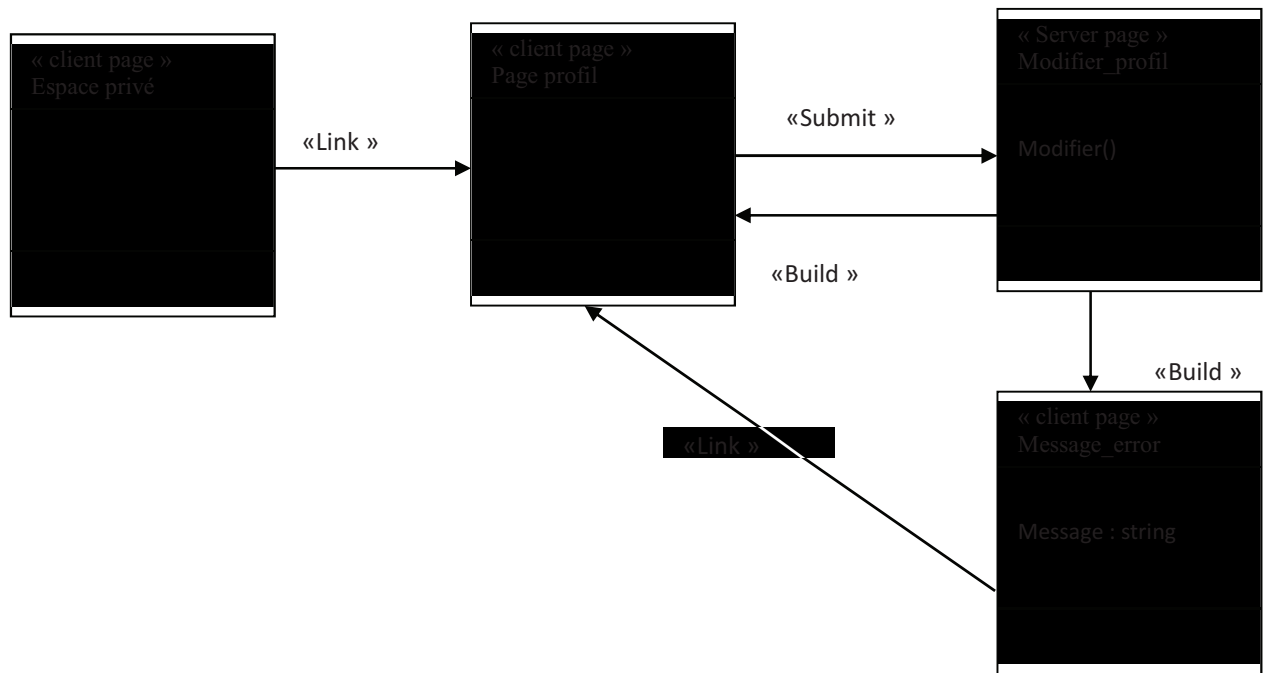 « client page »
Espace privé
«Link »
« client page »
Page profil
«Submit »
«Build »
« Server page »
Modifier_profil
Modifier()
«Build »
«Link »
« client page »
Message_error
Message : string